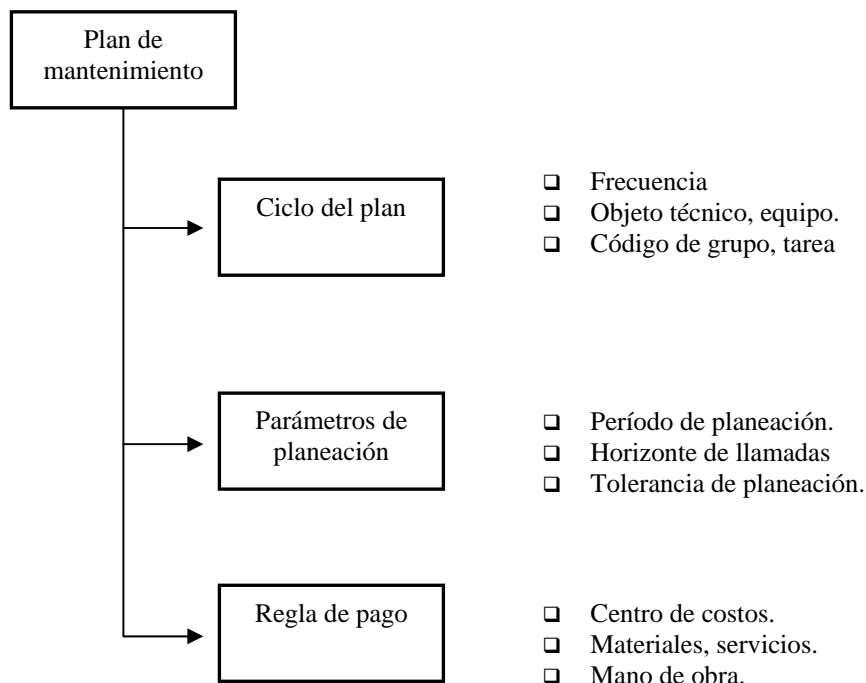 Plan de
mantenimiento
Ciclo del plan
❑ Frecuencia
❑ Objeto técnico, equipo.
❑ Código de grupo, tarea
Parámetros de
planeación
❑ Período de planeación.
❑ Horizonte de llamadas
❑ Tolerancia de planeación.
Regla de pago
❑ Centro de costos.
❑ Materiales, servicios.
❑ Mano de obra.